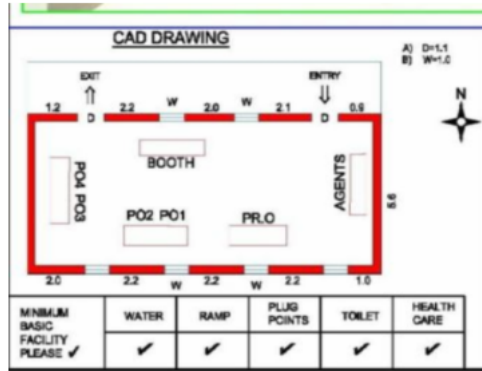 CAD DRAWING
A) D=1.1
B) W=1.0
EXIT
ENTRY
N
1.2
D
2.2
W
2.0
W
2.1
D
0.9
BOOTH
PO4 PO3
AGENTS
5.6
PO2 PO1
PR.O
2.0
2.2
W
2.2
W
2.2
1.0
MINIMUM
BASIC
FACILITY
PLEASE ✓
WATER
RAMP
PLUG
POINTS
TOILET
HEALTH
CARE
✓ ✓ ✓ ✓ ✓